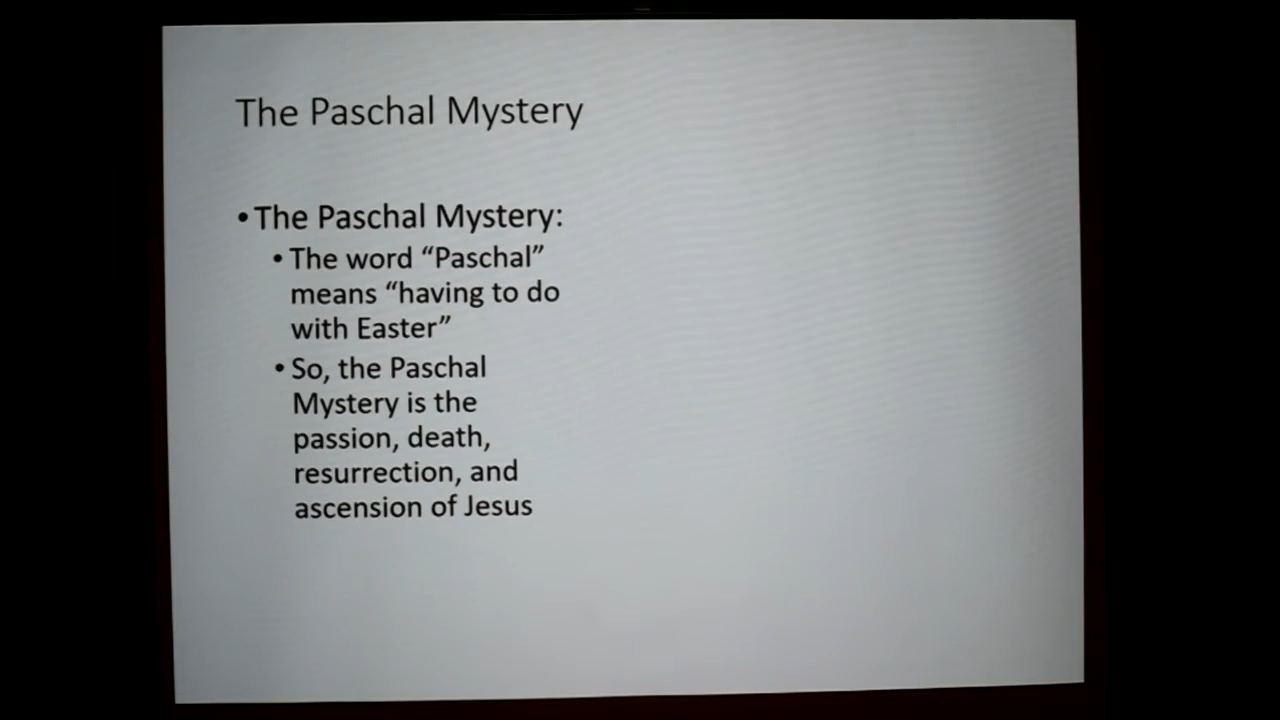 The Paschal Mystery
• The Paschal Mystery:
• The word “Paschal”
means “having to do
with Easter”
• So, the Paschal
Mystery is the
passion, death,
resurrection, and
ascension of Jesus